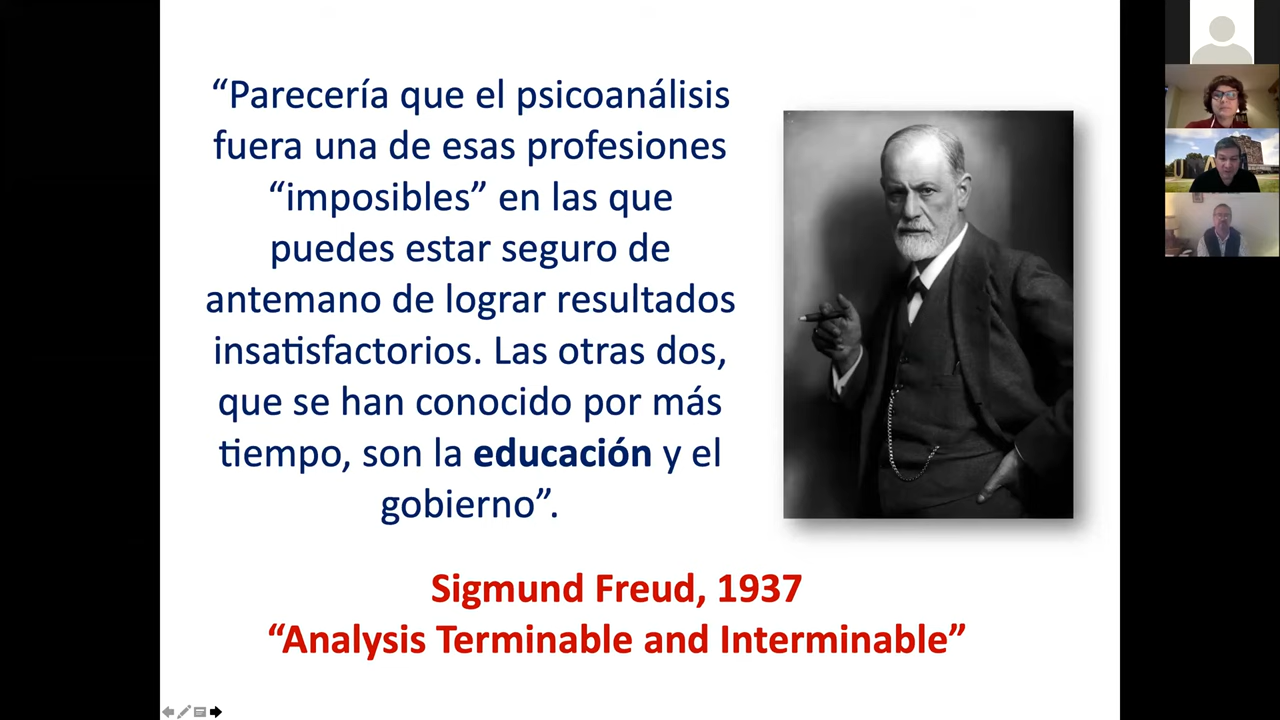 “Parecería que el psicoanálisis
fuera una de esas profesiones
“imposibles” en las que
puedes estar seguro de
antemano de lograr resultados
insatisfactorios. Las otras dos,
que se han conocido por más
tiempo, son la educación y el
gobierno”.
Sigmund Freud, 1937
“Analysis Terminable and Interminable”